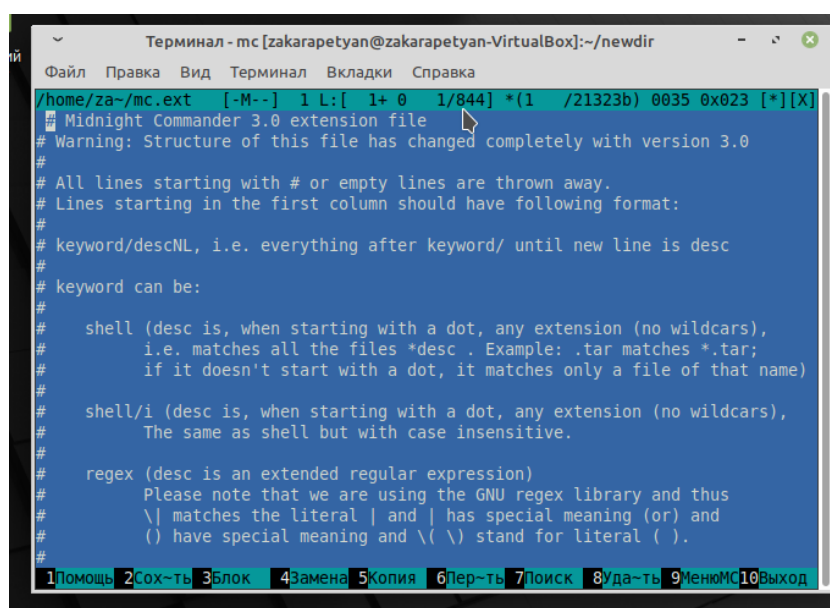 ий
Терминал - mc [zakarapetyan@zakarapetyan-VirtualBox]:~/newdir
Файл Правка Вид Терминал Вкладки Справка
/home/za~/mc.ext [-M--] 1 L:[ 1+ 0 1/844] *(1 /21323b) 0035 0x023 [*][X]
# Midnight Commander 3.0 extension file
# Warning: Structure of this file has changed completely with version 3.0
#
# All lines starting with # or empty lines are thrown away.
# Lines starting in the first column should have following format:
#
# keyword/descNL, i.e. everything after keyword/ until new line is desc
#
# keyword can be:
#
# shell (desc is, when starting with a dot, any extension (no wildcars),
# i.e. matches all the files *desc . Example: .tar matches *.tar;
# if it doesn't start with a dot, it matches only a file of that name)
#
# shell/i (desc is, when starting with a dot, any extension (no wildcars),
# The same as shell but with case insensitive.
#
# regex (desc is an extended regular expression)
# Please note that we are using the GNU regex library and thus
# \| matches the literal | and | has special meaning (or) and
# () have special meaning and \( \) stand for literal ( ).
#
1Помощь 2Сох~ть 3Блок 4Замена 5Копия 6Пер~ть 7Поиск 8Уда~ть 9МенюMC 10Выход